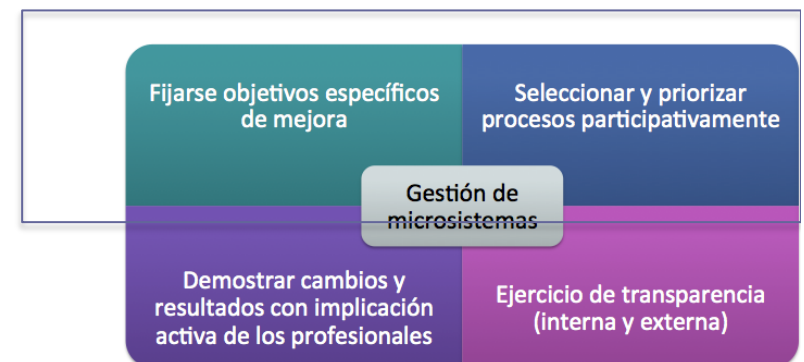 Fijarse objetivos específicos
de mejora
Seleccionar y priorizar
procesos participativamente
Gestión de
microsistemas
Demostrar cambios y
resultados con implicación
activa de los profesionales
Ejercicio de transparencia
(interna y externa)